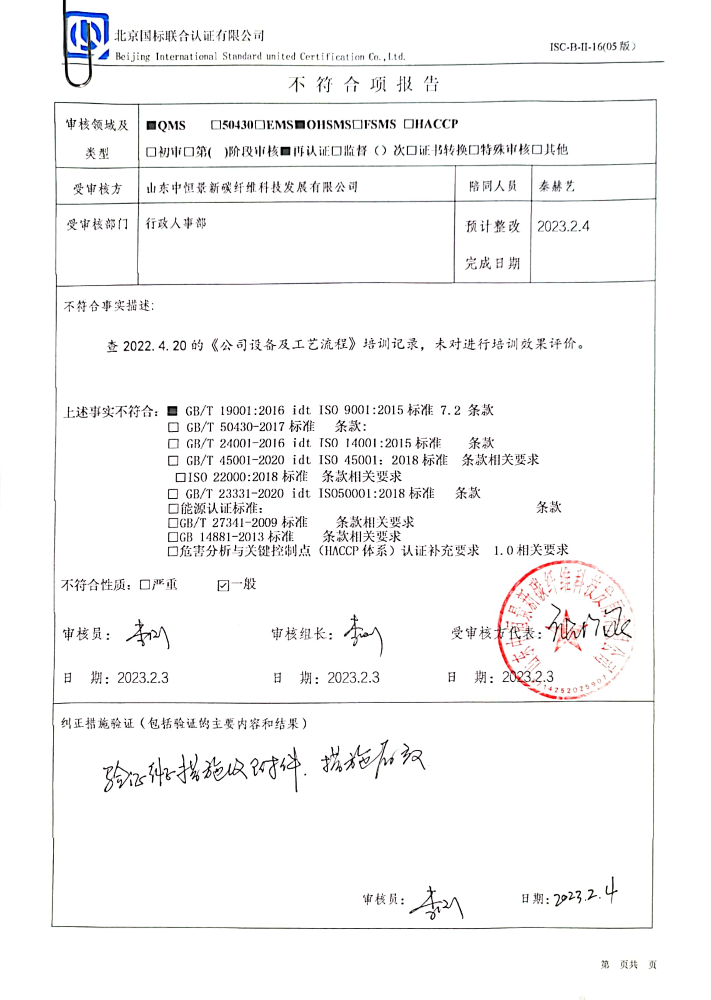 北京国标联合认证有限公司
Beijing International Standard united Certification Co.,Ltd.
ISC-B-II-16(05版)
不符合项报告
审核领域及类型
■QMS □50430□EMS■OHSMS□FSMS □HACCP
□初审□第( )阶段审核■再认证□监督（）次□证书转换□特殊审核□其他
受审核方 山东中恒景新碳纤维科技发展有限公司 陪同人员 秦赫艺
受审核部门 行政人事部 预计整改完成日期 2023.2.4
不符合事实描述:
查 2022.4.20 的《公司设备及工艺流程》培训记录，未对进行培训效果评价。
上述事实不符合：■ GB/T 19001:2016 idt ISO 9001:2015 标准 7.2 条款
□ GB/T 50430-2017 标准 条款:
□ GB/T 24001-2016 idt ISO 14001:2015 标准 条款
□ GB/T 45001-2020 idt ISO 45001：2018 标准 条款相关要求
□ISO 22000:2018 标准 条款相关要求
□ GB/T 23331-2020 idt ISO50001:2018 标准 条款
□能源认证标准： 条款
□GB/T 27341-2009 标准 条款相关要求
□GB 14881-2013 标准 条款相关要求
□危害分析与关键控制点（HACCP 体系）认证补充要求 1.0 相关要求
不符合性质：□严重 ☑一般
审核员： 审核组长： 受审核方代表：
山东中恒景新碳纤维科技发展有限公司
日 期：2023.2.3 日 期：2023.2.3 日 期：2023.2.3
3714252025907
纠正措施验证（包括验证的主要内容和结果）
验证纠正措施及附件. 措施有效
审核员： 日期:2023.2.4
第 页共 页